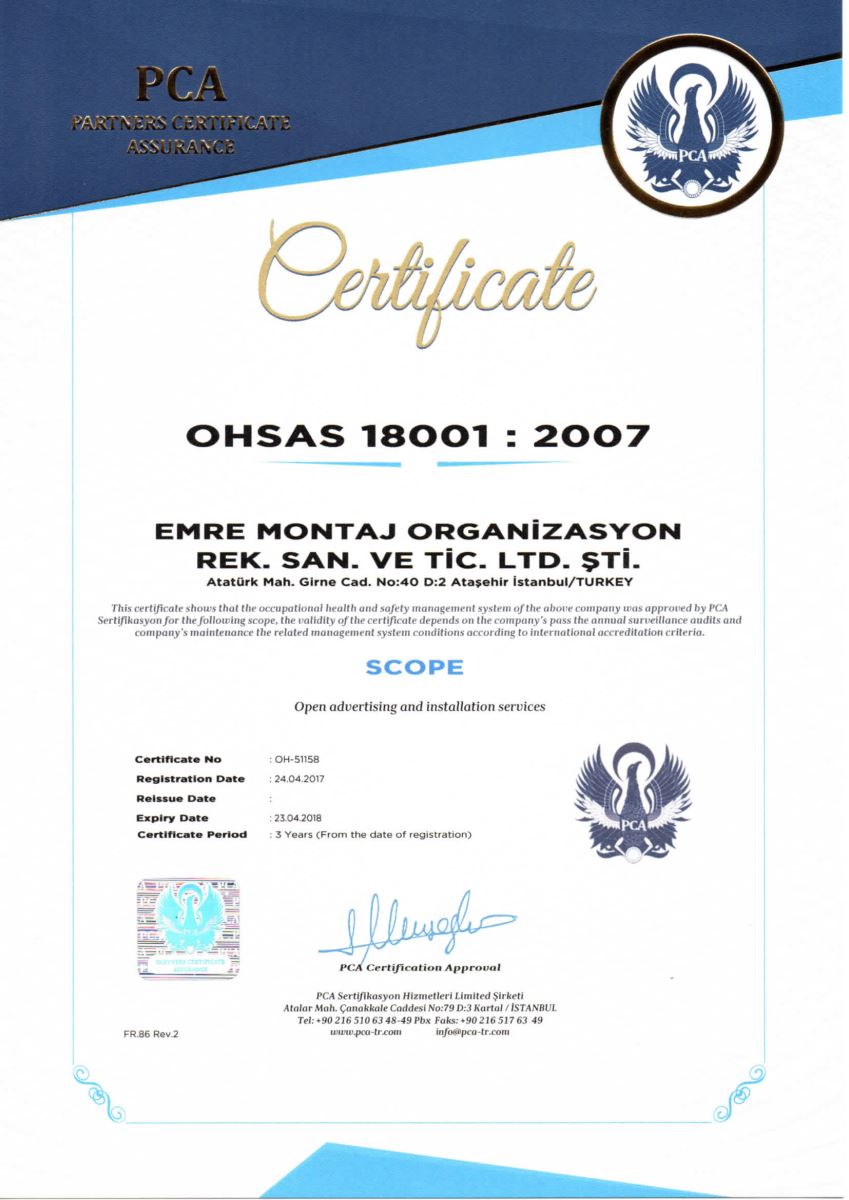 PCA
PARTNERS CERTIFICATE
ASSURANCE
PCA
Certificate
OHSAS 18001 : 2007
EMRE MONTAJ ORGANİZASYON
REK. SAN. VE TİC. LTD. ŞTİ.
Atatürk Mah. Girne Cad. No:40 D:2 Ataşehir İstanbul/TURKEY
This certificate shows that the occupational health and safety management system of the above company was approved by PCA
Sertifikasyon for the following scope, the validity of the certificate depends on the company's pass the annual surveillance audits and
company's maintenance the related management system conditions according to international accreditation criteria.
SCOPE
Open advertising and installation services
Certificate No : OH-51158
Registration Date : 24.04.2017
Reissue Date :
Expiry Date : 23.04.2018
Certificate Period : 3 Years (From the date of registration)
PCA
PCA
PARTNERS CERTIFICATE
ASSURANCE
PCA Certification Approval
PCA Sertifikasyon Hizmetleri Limited Şirketi
Atalar Mah. Çanakkale Caddesi No:79 D:3 Kartal / İSTANBUL
Tel: +90 216 510 63 48-49 Pbx Faks: +90 216 517 63 49
www.pca-tr.com info@pca-tr.com
FR.86 Rev.2